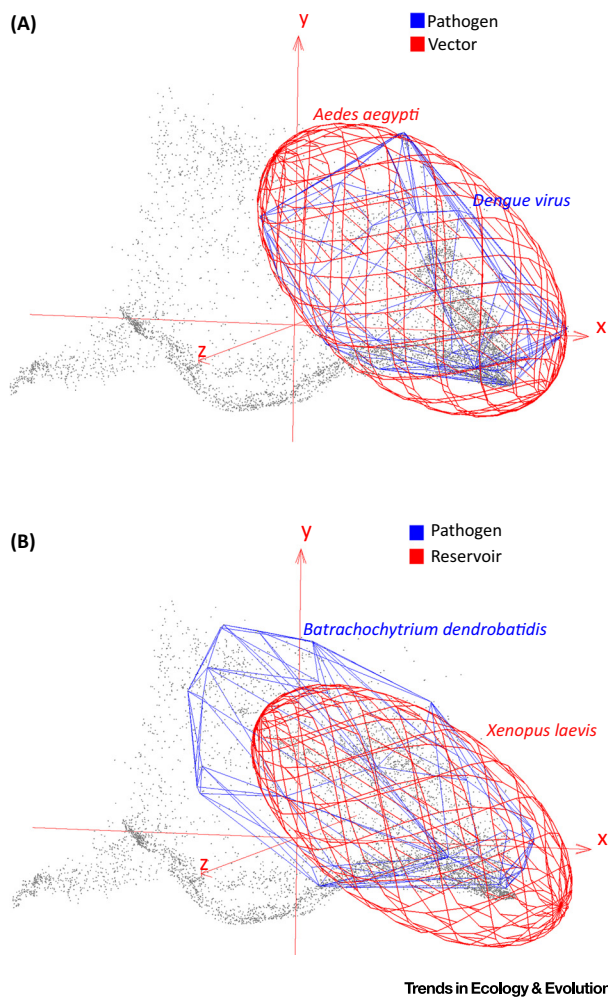 (A)
y
Pathogen
Vector
Aedes aegypti
Dengue virus
x
z
(B)
y
Pathogen
Reservoir
Batrachochytrium dendrobatidis
Xenopus laevis
x
z
Trends in Ecology & Evolution